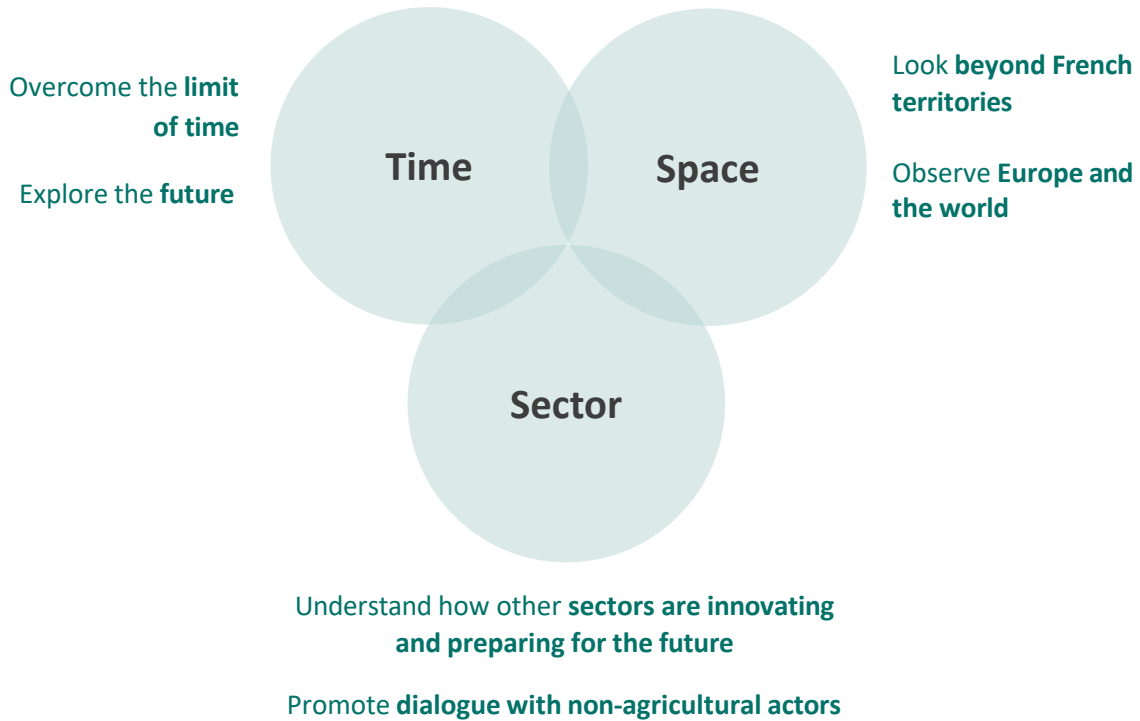 Overcome the limit
of time
Explore the future
Time
Space
Look beyond French
territories
Observe Europe and
the world
Sector
Understand how other sectors are innovating
and preparing for the future
Promote dialogue with non-agricultural actors